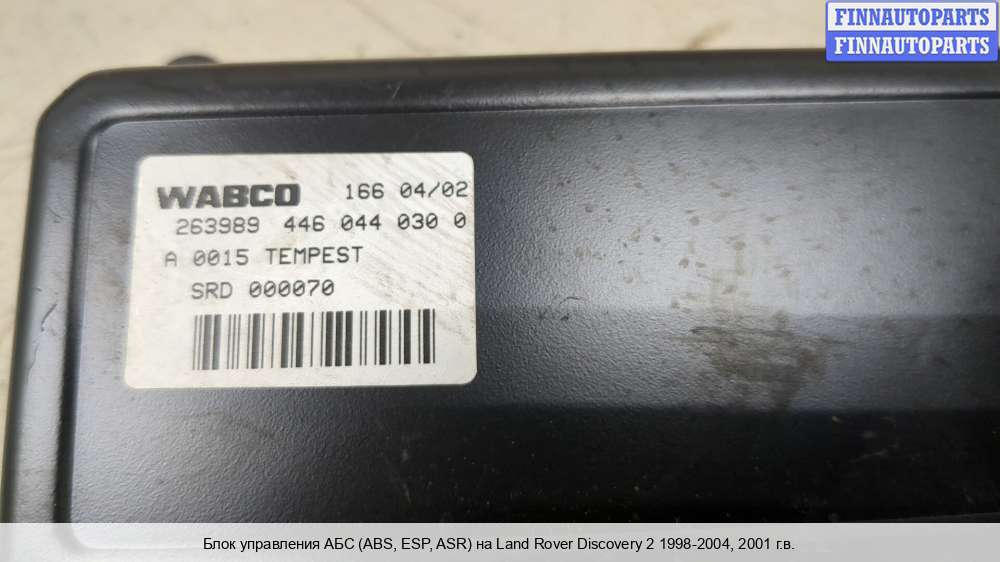 FINNAUTOPARTS
FINNAUTOPARTS
WABCO 166 04/02
263989 446 044 030 0
A 0015 TEMPEST
SRD 000070
Блок управления АБС (ABS, ESP, ASR) на Land Rover Discovery 2 1998-2004, 2001 г.в.